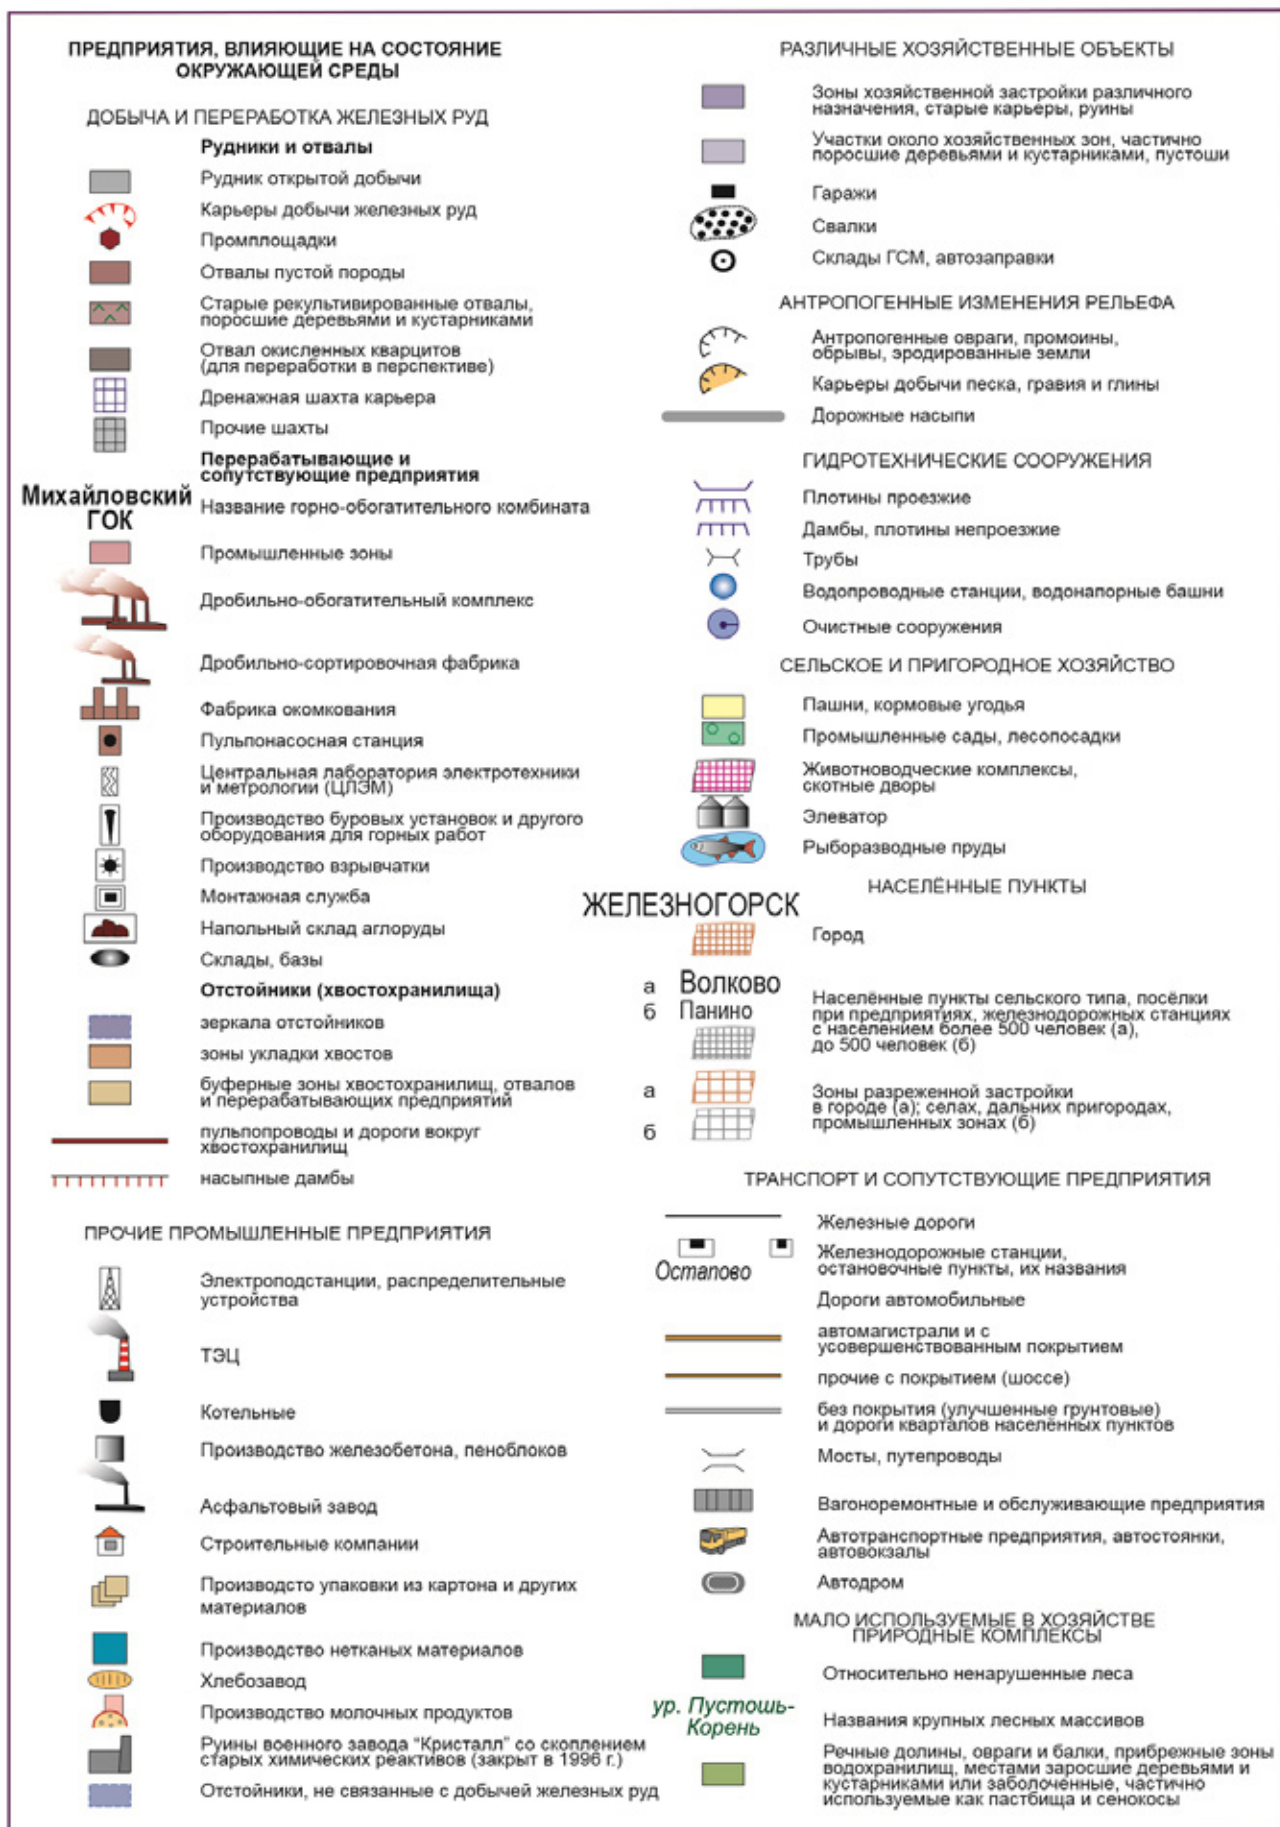 ПРЕДПРИЯТИЯ, ВЛИЯЮЩИЕ НА СОСТОЯНИЕ
ОКРУЖАЮЩЕЙ СРЕДЫ
ДОБЫЧА И ПЕРЕРАБОТКА ЖЕЛЕЗНЫХ РУД
Рудники и отвалы
Рудник открытой добычи
Карьеры добычи железных руд
Промплощадки
Отвалы пустой породы
Старые рекультивированные отвалы,
поросшие деревьями и кустарниками
Отвал окисленных кварцитов
(для переработки в перспективе)
Дренажная шахта карьера
Прочие шахты
Перерабатывающие и
сопутствующие предприятия
Михайловский
ГОК
Название горно-обогатительного комбината
Промышленные зоны
Дробильно-обогатительный комплекс
Дробильно-сортировочная фабрика
Фабрика окомкования
Пульпонасосная станция
Центральная лаборатория электротехники
и метрологии (ЦЛЭМ)
Производство буровых установок и другого
оборудования для горных работ
Производство взрывчатки
Монтажная служба
Напольный склад аглоруды
Склады, базы
Отстойники (хвостохранилища)
зеркала отстойников
зоны укладки хвостов
буферные зоны хвостохранилищ, отвалов
и перерабатывающих предприятий
пульпопроводы и дороги вокруг
хвостохранилищ
насыпные дамбы
ПРОЧИЕ ПРОМЫШЛЕННЫЕ ПРЕДПРИЯТИЯ
Электроподстанции, распределительные
устройства
ТЭЦ
Котельные
Производство железобетона, пеноблоков
Асфальтовый завод
Строительные компании
Производсто упаковки из картона и других
материалов
Производство нетканых материалов
Хлебозавод
Производство молочных продуктов
Руины военного завода "Кристалл" со скоплением
старых химических реактивов (закрыт в 1996 г.)
Отстойники, не связанные с добычей железных руд
РАЗЛИЧНЫЕ ХОЗЯЙСТВЕННЫЕ ОБЪЕКТЫ
Зоны хозяйственной застройки различного
назначения, старые карьеры, руины
Участки около хозяйственных зон, частично
поросшие деревьями и кустарниками, пустоши
Гаражи
Свалки
Склады ГСМ, автозаправки
АНТРОПОГЕННЫЕ ИЗМЕНЕНИЯ РЕЛЬЕФА
Антропогенные овраги, промоины,
обрывы, эродированные земли
Карьеры добычи песка, гравия и глины
Дорожные насыпи
ГИДРОТЕХНИЧЕСКИЕ СООРУЖЕНИЯ
Плотины проезжие
Дамбы, плотины непроезжие
Трубы
Водопроводные станции, водонапорные башни
Очистные сооружения
СЕЛЬСКОЕ И ПРИГОРОДНОЕ ХОЗЯЙСТВО
Пашни, кормовые угодья
Промышленные сады, лесопосадки
Животноводческие комплексы,
скотные дворы
Элеватор
Рыборазводные пруды
НАСЕЛЁННЫЕ ПУНКТЫ
ЖЕЛЕЗНОГОРСК
Город
а Волково
б Панино
Населённые пункты сельского типа, посёлки
при предприятиях, железнодорожных станциях
с населением более 500 человек (а),
до 500 человек (б)
а
б
Зоны разреженной застройки
в городе (а); селах, дальних пригородах,
промышленных зонах (б)
ТРАНСПОРТ И СОПУТСТВУЮЩИЕ ПРЕДПРИЯТИЯ
Железные дороги
Остапово
Железнодорожные станции,
остановочные пункты, их названия
Дороги автомобильные
автомагистрали и с
усовершенствованным покрытием
прочие с покрытием (шоссе)
без покрытия (улучшенные грунтовые)
и дороги кварталов населённых пунктов
Мосты, путепроводы
Вагоноремонтные и обслуживающие предприятия
Автотранспортные предприятия, автостоянки,
автовокзалы
Автодром
МАЛО ИСПОЛЬЗУЕМЫЕ В ХОЗЯЙСТВЕ
ПРИРОДНЫЕ КОМПЛЕКСЫ
Относительно ненарушенные леса
ур. Пустошь-
Корень
Названия крупных лесных массивов
Речные долины, овраги и балки, прибрежные зоны
водохранилищ, местами заросшие деревьями и
кустарниками или заболоченные, частично
используемые как пастбища и сенокосы